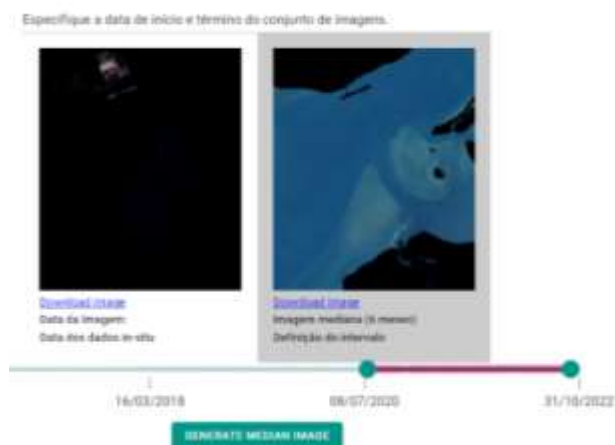 Especifique a data de início e término do conjunto de imagens.
Download image
Data da imagem:
Data dos dados in-situ
Download image
Imagem mediana (6 meses)
Definição do intervalo
16/03/2018
08/07/2020
31/10/2022
GENERATE MEDIAN IMAGE